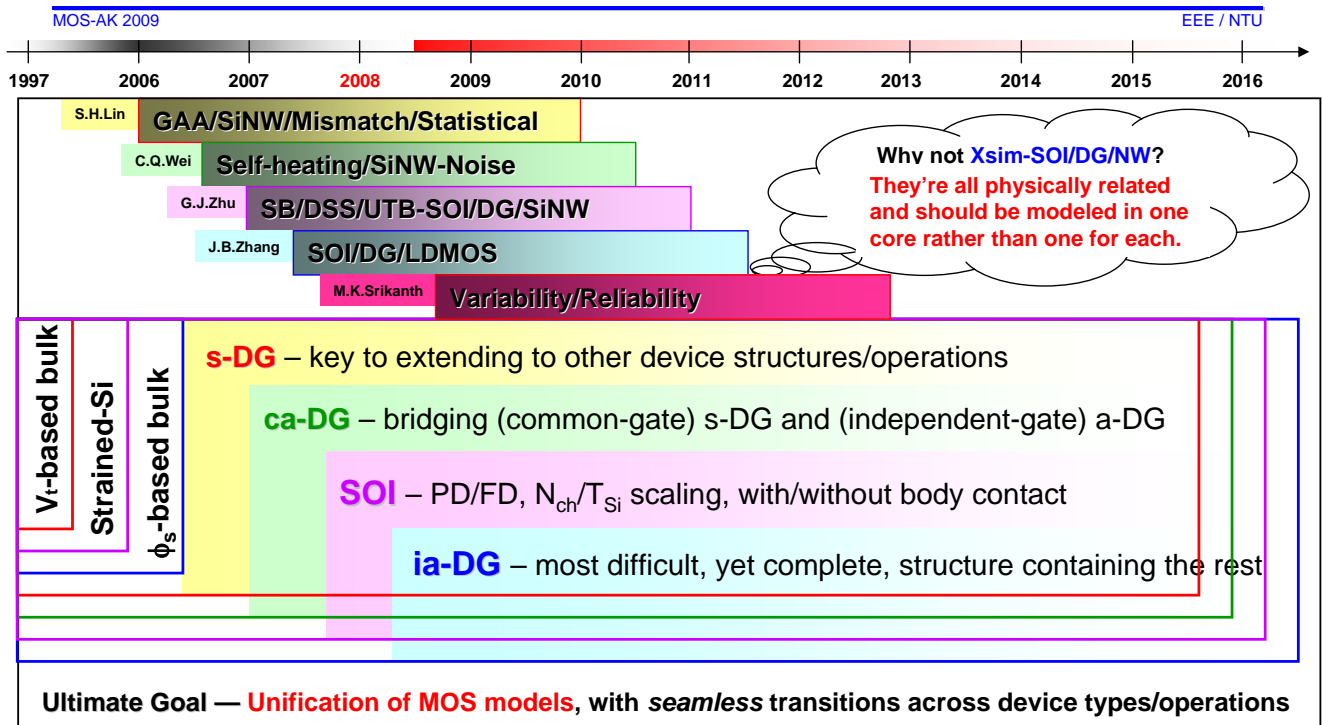 MOS-AK 2009
EEE / NTU
1997 2006 2007 2008 2009 2010 2011 2012 2013 2014 2015 2016
S.H.Lin
GAA/SiNW/Mismatch/Statistical
C.Q.Wei
Self-heating/SiNW-Noise
G.J.Zhu
SB/DSS/UTB-SOI/DG/SiNW
J.B.Zhang
SOI/DG/LDMOS
M.K.Srikanth
Variability/Reliability
Why not Xsim-SOI/DG/NW?
They're all physically related
and should be modeled in one
core rather than one for each.
Vt-based bulk
Strained-Si
ϕs-based bulk
s-DG – key to extending to other device structures/operations
ca-DG – bridging (common-gate) s-DG and (independent-gate) a-DG
SOI – PD/FD, Nch/TSi scaling, with/without body contact
ia-DG – most difficult, yet complete, structure containing the rest
Ultimate Goal — Unification of MOS models, with seamless transitions across device types/operations